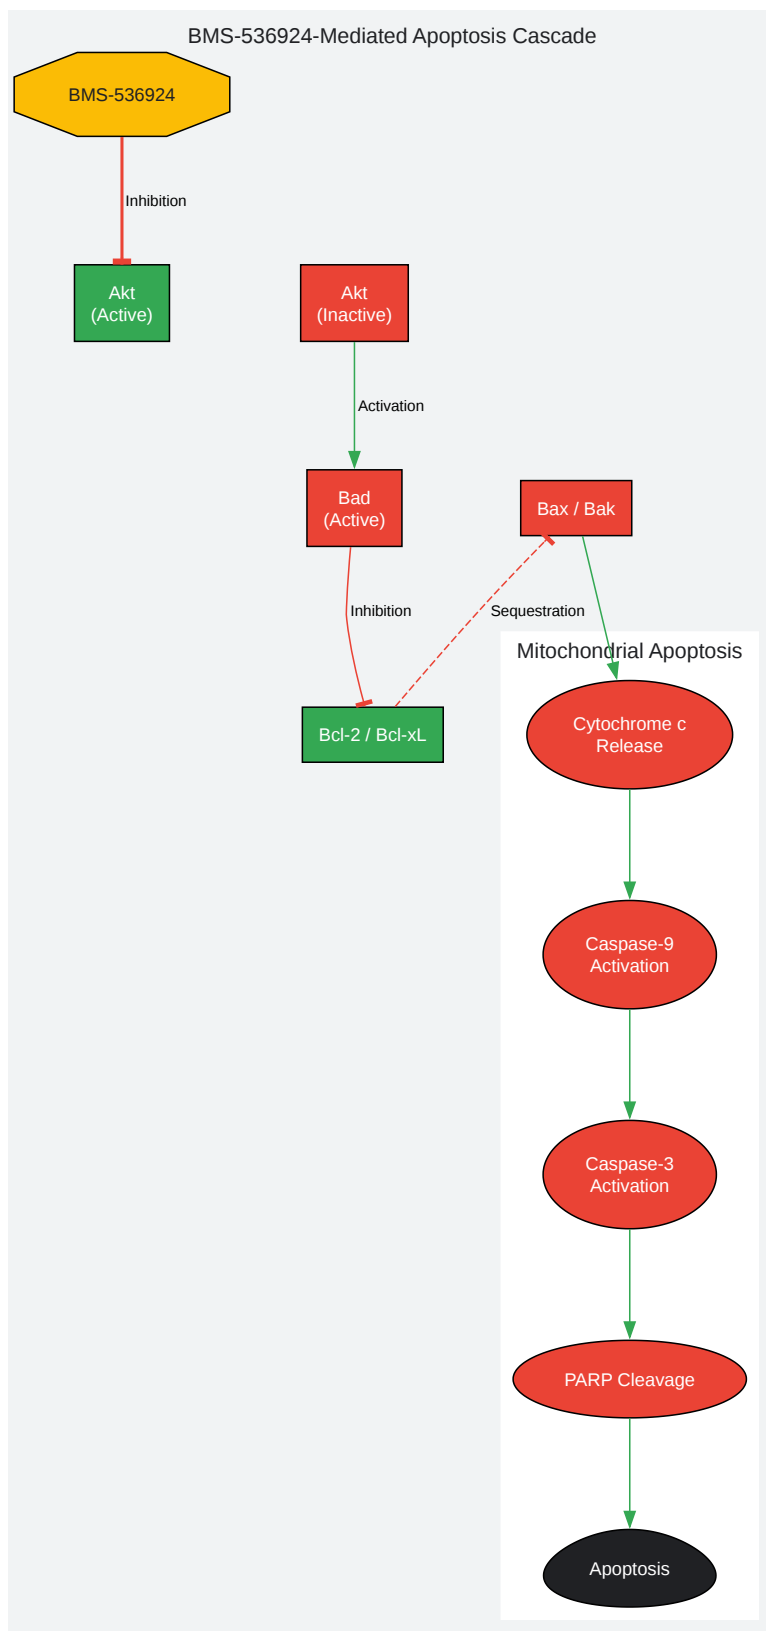 BMS-536924-Mediated Apoptosis Cascade
BMS-536924
Inhibition
Akt
(Active)
Akt
(Inactive)
Activation
Bad
(Active)
Bax / Bak
Inhibition
Sequestration
Mitochondrial Apoptosis
Bcl-2 / Bcl-xL
Cytochrome c
Release
Caspase-9
Activation
Caspase-3
Activation
PARP Cleavage
Apoptosis